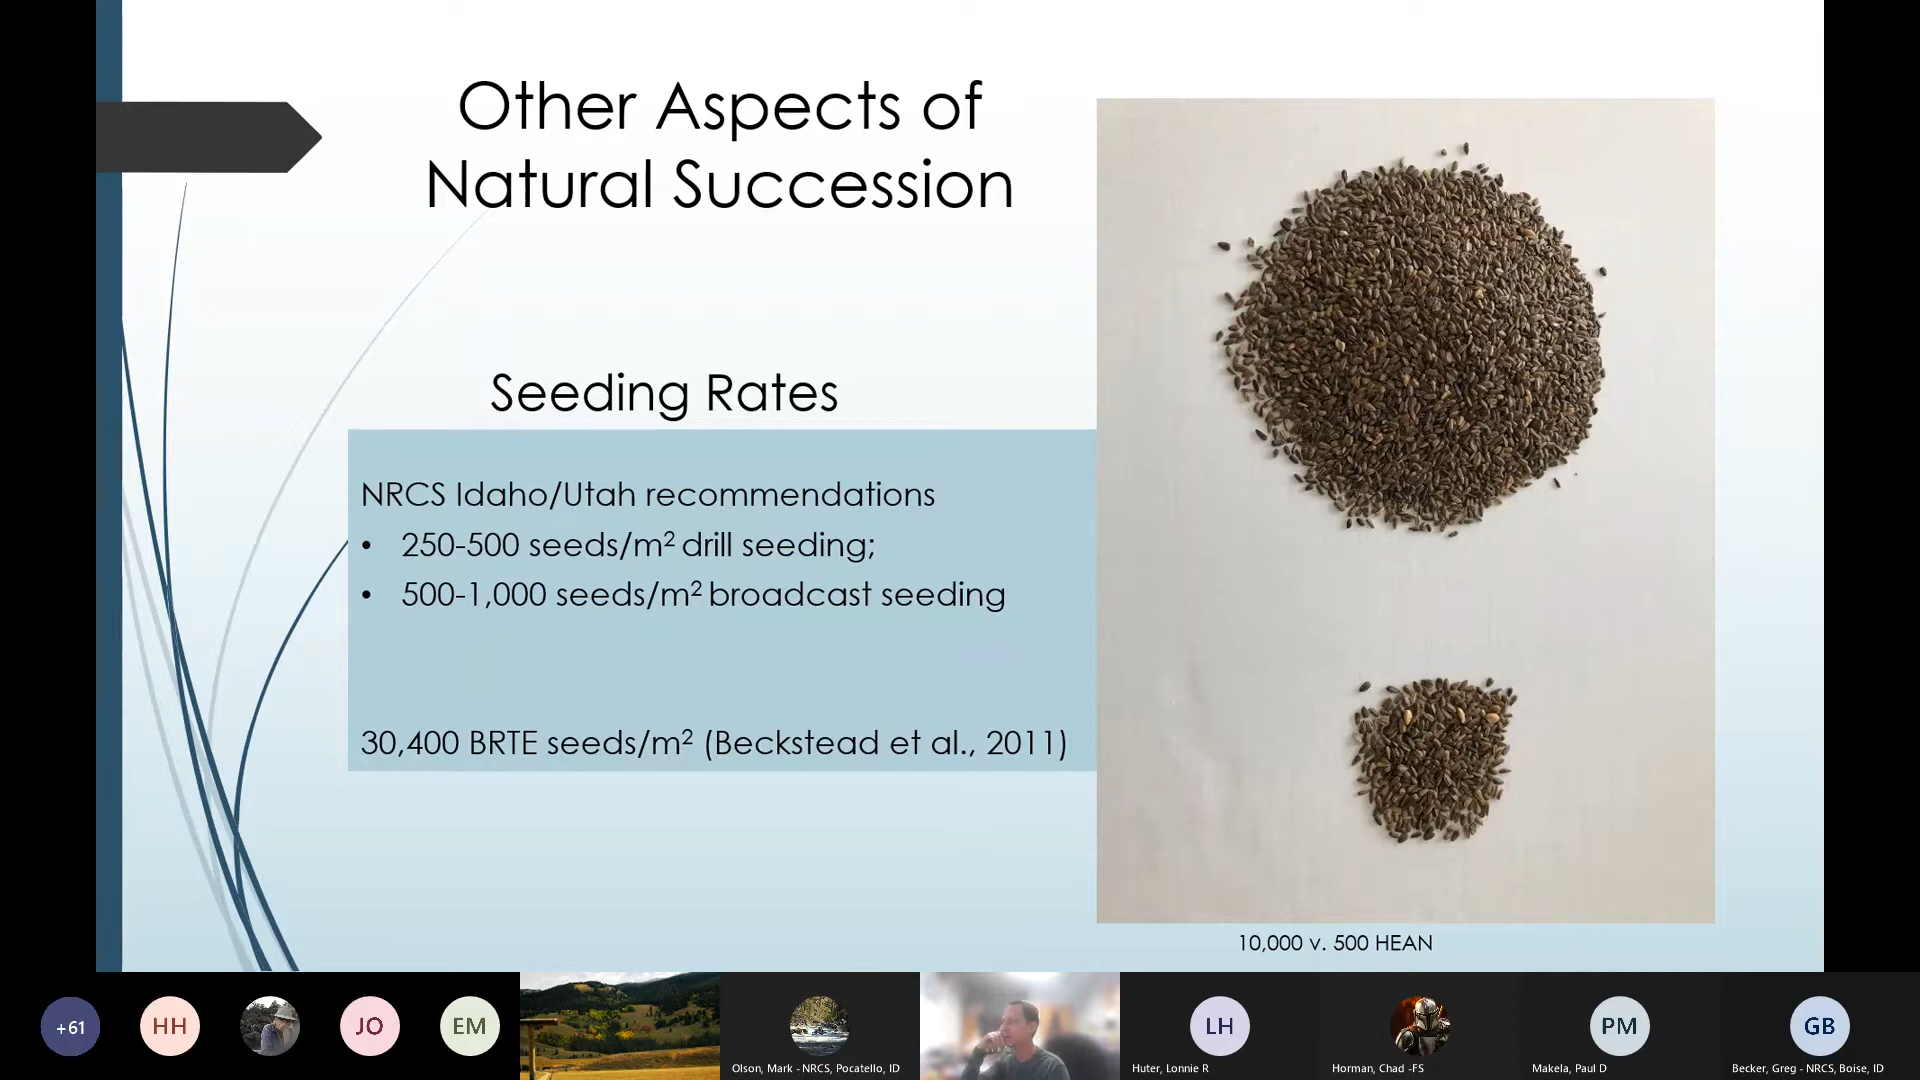 Other Aspects of
Natural Succession
Seeding Rates
NRCS Idaho/Utah recommendations
• 250-500 seeds/m² drill seeding;
• 500-1,000 seeds/m² broadcast seeding
30,400 BRTE seeds/m² (Beckstead et al., 2011)
10,000 v. 500 HEAN
+61
HH
JO
EM
Olson, Mark - NRCS, Pocatello, ID
LH
Huter, Lonnie R
Horman, Chad -FS
PM
Makela, Paul D
GB
Becker, Greg - NRCS, Boise, ID